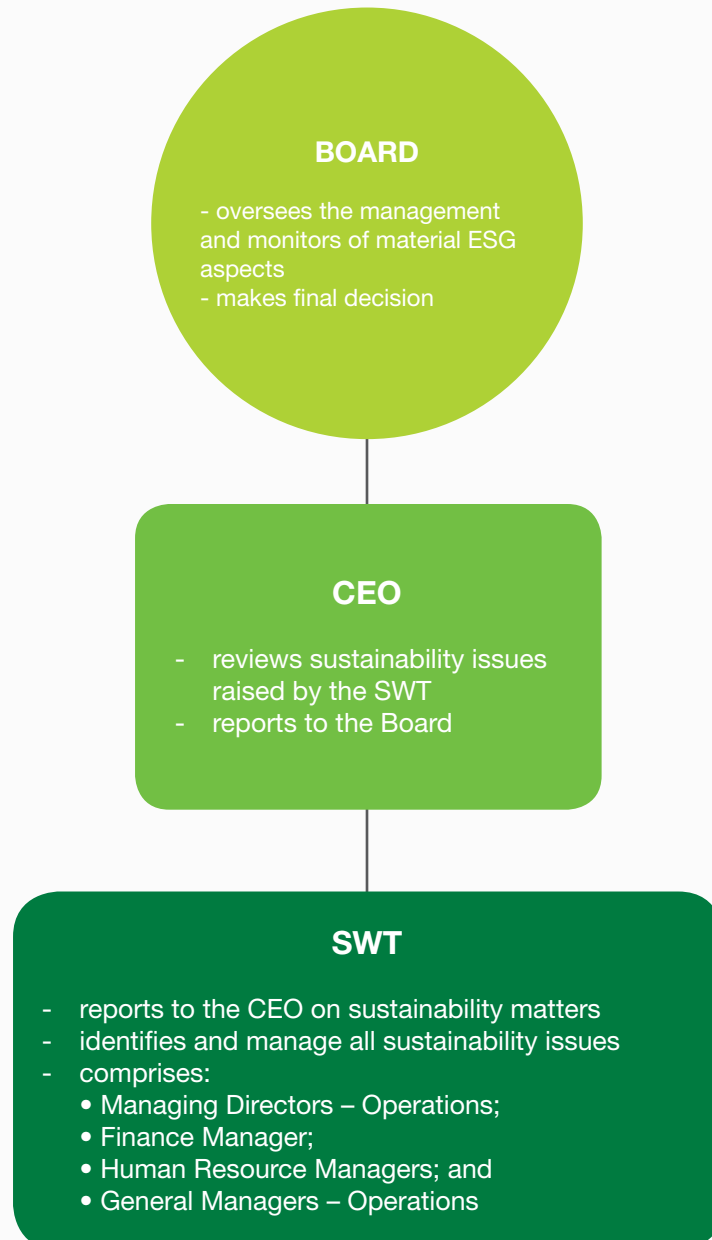 BOARD
- oversees the management
and monitors of material ESG
aspects
- makes final decision
CEO
- reviews sustainability issues
raised by the SWT
- reports to the Board
SWT
- reports to the CEO on sustainability matters
- identifies and manage all sustainability issues
- comprises:
• Managing Directors – Operations;
• Finance Manager;
• Human Resource Managers; and
• General Managers – Operations